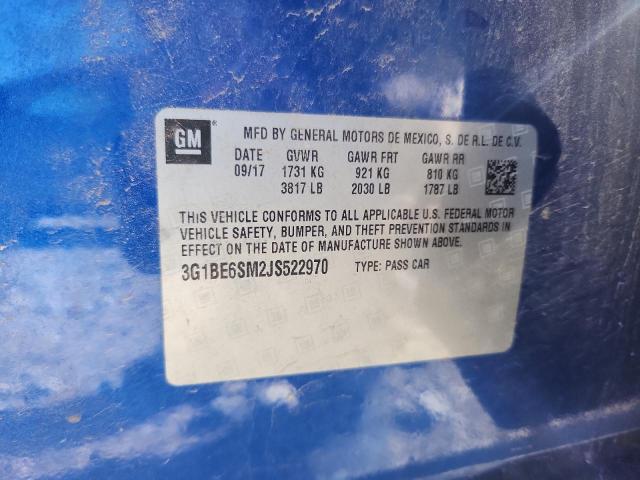 GM ® MFD BY GENERAL MOTORS DE MEXICO, S. DE R.L. DE C.V.
DATE GVWR GAWR FRT GAWR RR
09/17 1731 KG 921 KG 810 KG
3817 LB 2030 LB 1787 LB
THIS VEHICLE CONFORMS TO ALL APPLICABLE U.S. FEDERAL MOTOR
VEHICLE SAFETY, BUMPER, AND THEFT PREVENTION STANDARDS IN
EFFECT ON THE DATE OF MANUFACTURE SHOWN ABOVE.
3G1BE6SM2JS522970 TYPE: PASS CAR